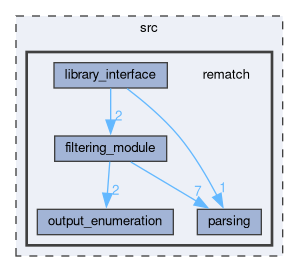 src
library_interface
rematch
2
filtering_module
2
7
1
output_enumeration
parsing